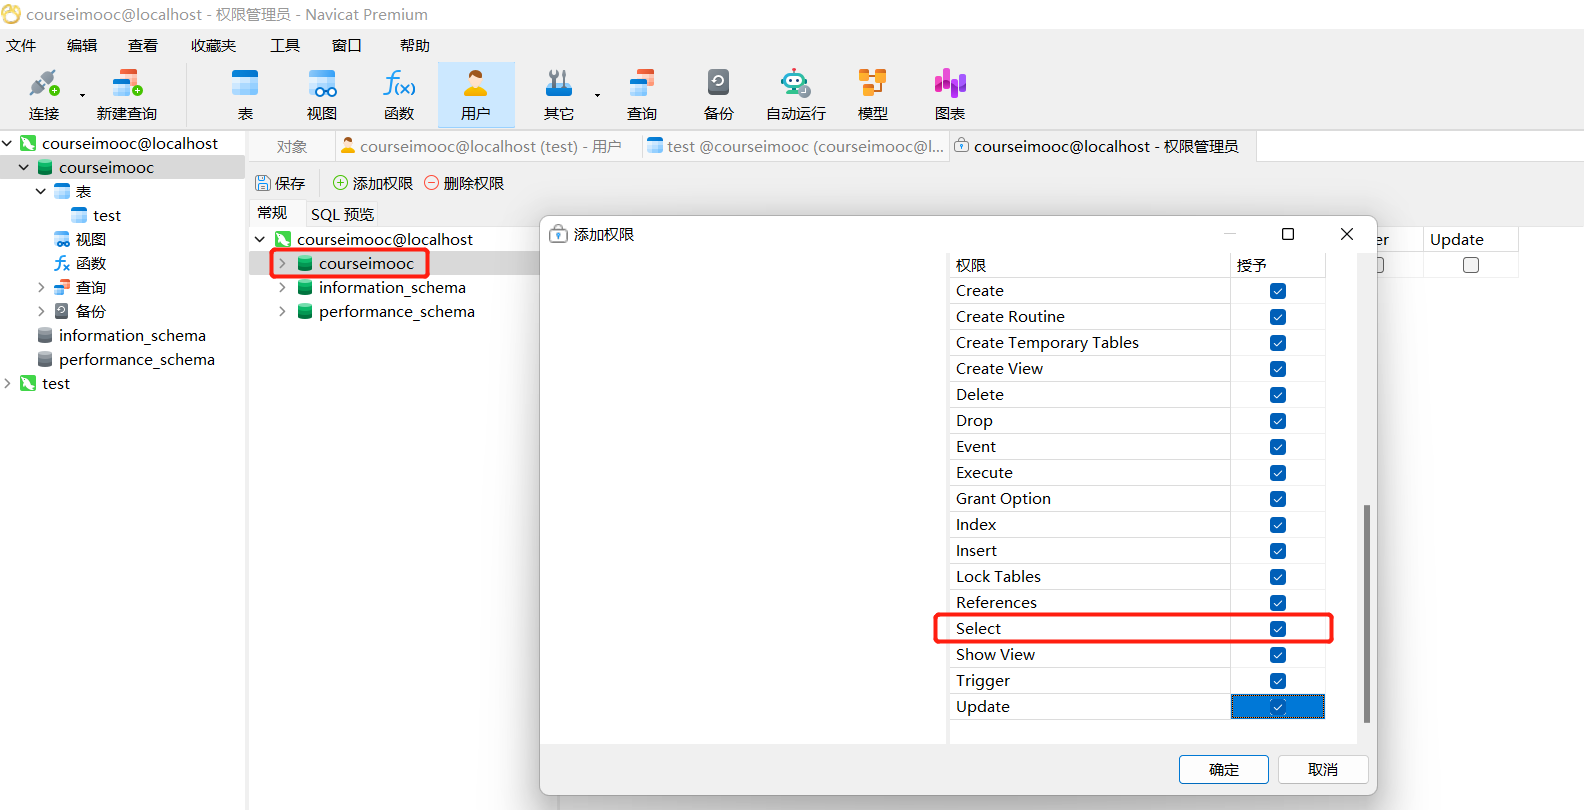 courseimooc@localhost - 权限管理员 - Navicat Premium
文件 编辑 查看 收藏夹 工具 窗口 帮助
连接 新建查询 表 视图 函数 用户 其它 查询 备份 自动运行 模型 图表
courseimooc@localhost
courseimooc
表
test
视图
函数
查询
备份
information_schema
performance_schema
test
对象 courseimooc@localhost (test) - 用户 test @courseimooc (courseimooc@l... courseimooc@localhost - 权限管理员
保存 添加权限 删除权限
常规 SQL 预览
courseimooc@localhost
courseimooc
information_schema
performance_schema
er Update
添加权限
权限 授予
Create
Create Routine
Create Temporary Tables
Create View
Delete
Drop
Event
Execute
Grant Option
Index
Insert
Lock Tables
References
Select
Show View
Trigger
Update
确定 取消